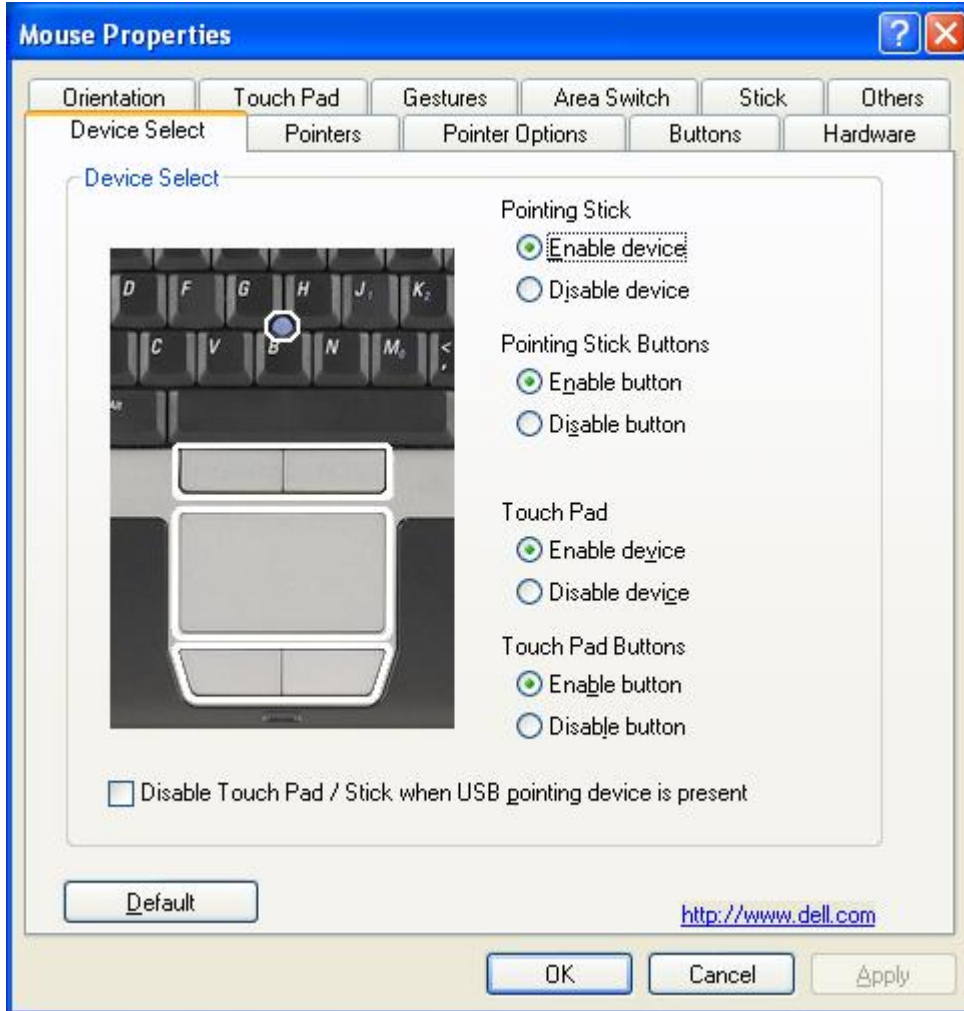 Mouse Properties
Orientation Touch Pad Gestures Area Switch Stick Others
Device Select Pointers Pointer Options Buttons Hardware
Device Select
Pointing Stick
Enable device
Disable device
Pointing Stick Buttons
Enable button
Disable button
Touch Pad
Enable device
Disable device
Touch Pad Buttons
Enable button
Disable button
D F G H J1 K2
C V B N M0 < ,
Alt
Disable Touch Pad / Stick when USB pointing device is present
Default
http://www.dell.com
OK Cancel Apply